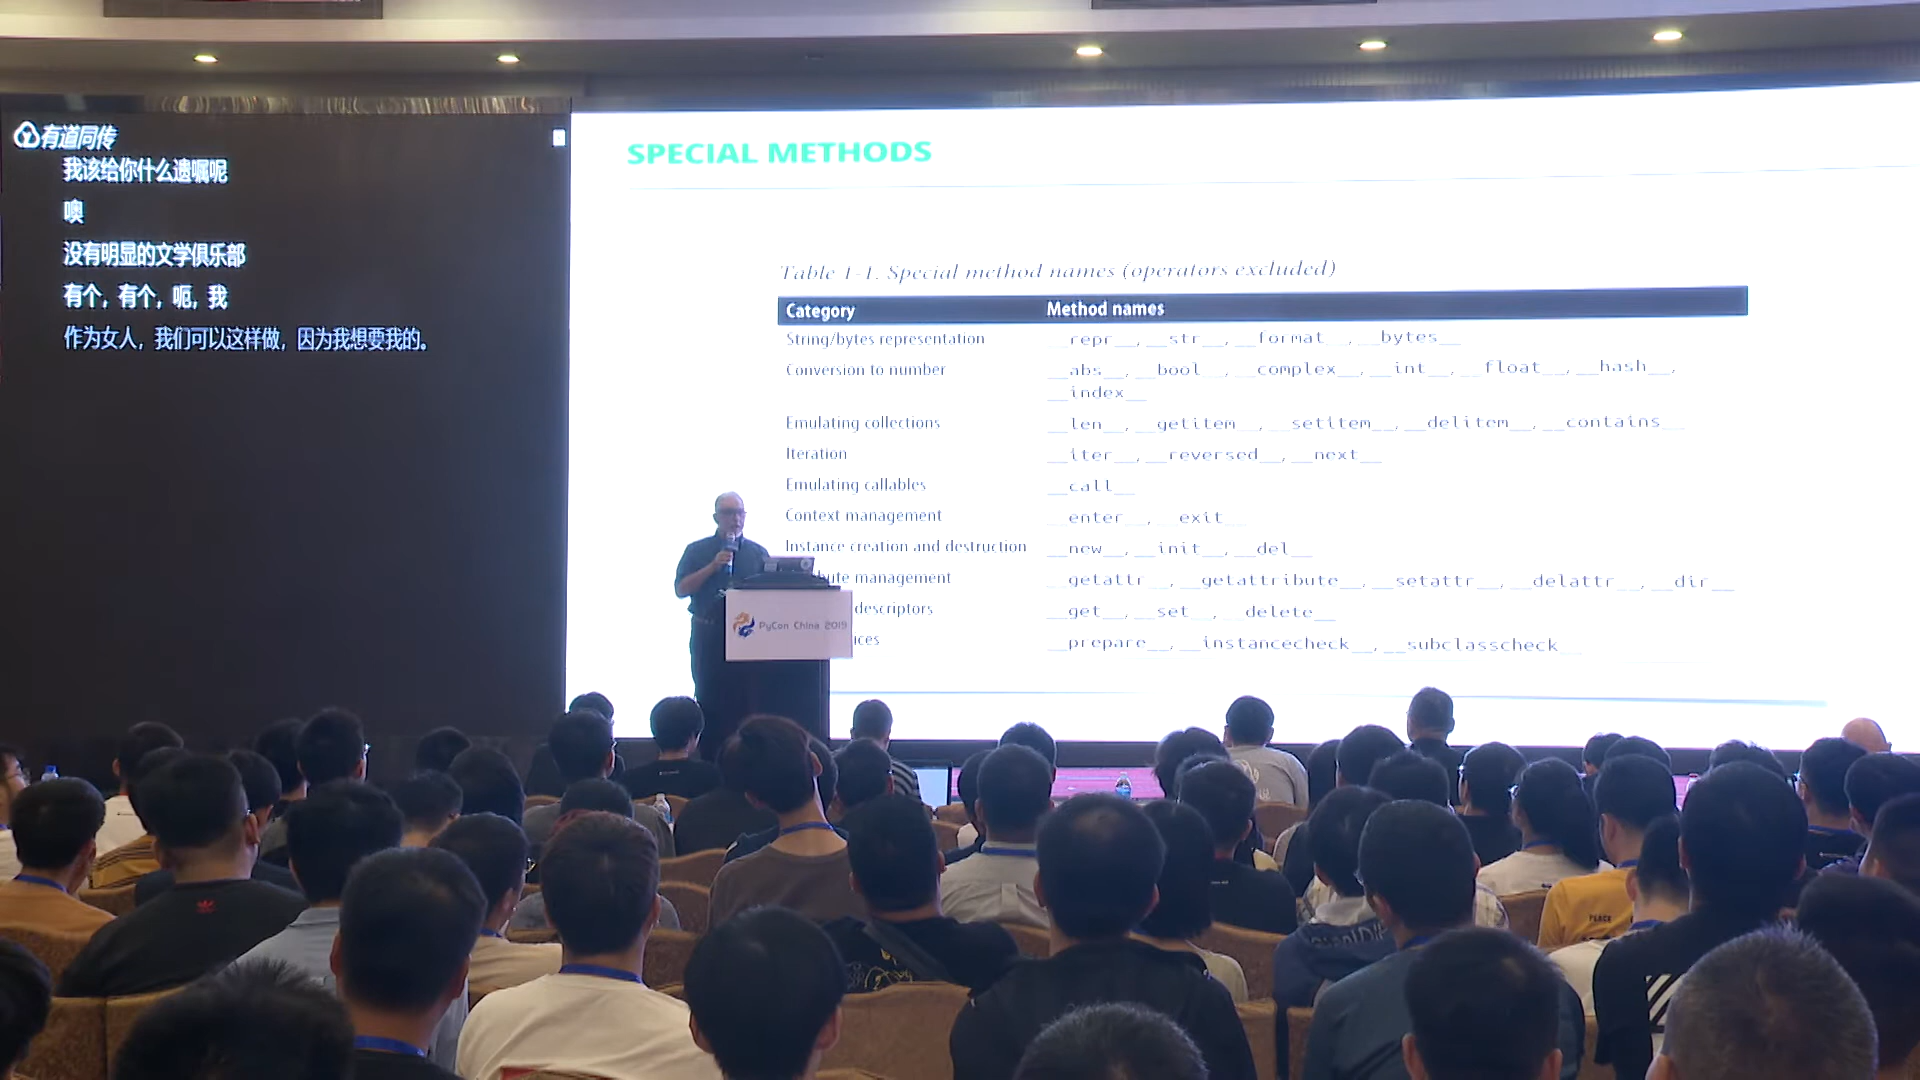 有道同传
我该给你什么遗嘱呢
噢
没有明显的文学俱乐部
有个，有个，呃，我
作为女人，我们可以这样做，因为我想要我的。
SPECIAL METHODS
Table 1-1. Special method names (operators excluded)
Category Method names
String/bytes representation __repr__, __str__, __format__, __bytes__
Conversion to number __abs__, __bool__, __complex__, __int__, __float__, __hash__,
__index__
Emulating collections __len__, __getitem__, __setitem__, __delitem__, __contains__
Iteration __iter__, __reversed__, __next__
Emulating callables __call__
Context management __enter__, __exit__
Instance creation and destruction __new__, __init__, __del__
bute management __getattr__, __getattribute__, __setattr__, __delattr__, __dir__
descriptors __get__, __set__, __delete__
ices __prepare__, __instancecheck__, __subclasscheck__
PyCon China 2019
PEACE